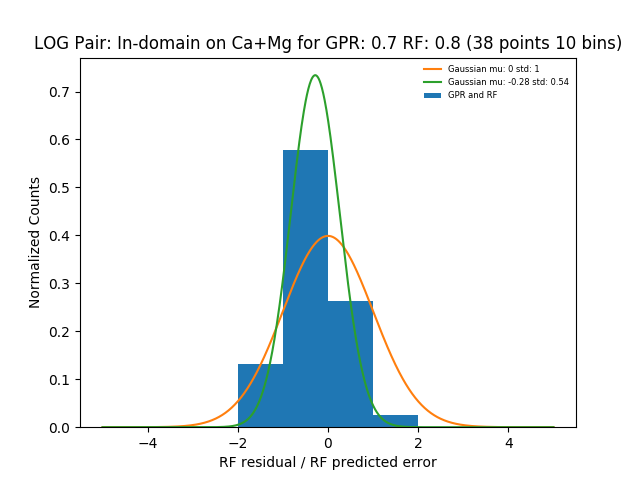 LOG Pair: In-domain on Ca+Mg for GPR: 0.7 RF: 0.8 (38 points 10 bins)
Gaussian mu: 0 std: 1
Gaussian mu: -0.28 std: 0.54
GPR and RF
Normalized Counts
0.7
0.6
0.5
0.4
0.3
0.2
0.1
0.0
−4 −2 0 2 4
RF residual / RF predicted error